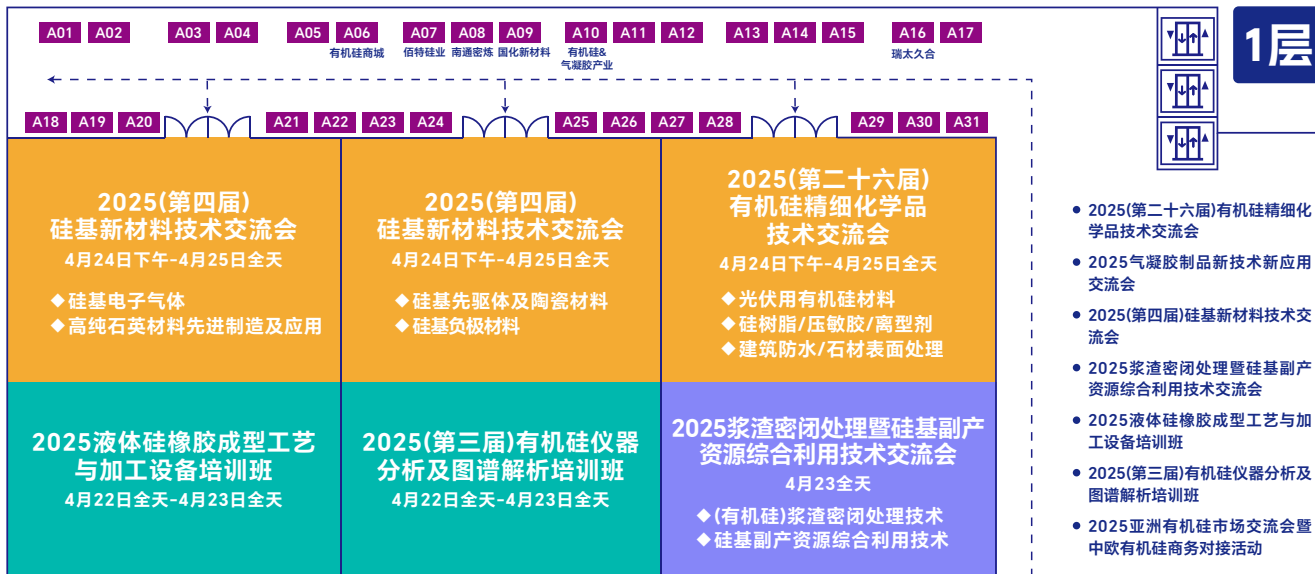 A01 A02 A03 A04 A05 A06 A07 A08 A09 A10 A11 A12 A13 A14 A15 A16 A17
有机硅商城 佰特硅业 南通密炼 国化新材料 有机硅& 瑞太久合
气凝胶产业
1层
A18 A19 A20 A21 A22 A23 A24 A25 A26 A27 A28 A29 A30 A31
2025(第四届)
硅基新材料技术交流会
4月24日下午-4月25日全天
◆硅基电子气体
◆高纯石英材料先进制造及应用
2025(第四届)
硅基新材料技术交流会
4月24日下午-4月25日全天
◆硅基先驱体及陶瓷材料
◆硅基负极材料
2025(第二十六届)
有机硅精细化学品
技术交流会
4月24日下午-4月25日全天
◆光伏用有机硅材料
◆硅树脂/压敏胶/离型剂
◆建筑防水/石材表面处理
2025液体硅橡胶成型工艺
与加工设备培训班
4月22日全天-4月23日全天
2025(第三届)有机硅仪器
分析及图谱解析培训班
4月22日全天-4月23日全天
2025浆渣密闭处理暨硅基副产
资源综合利用技术交流会
4月23全天
◆(有机硅)浆渣密闭处理技术
◆硅基副产资源综合利用技术
● 2025(第二十六届)有机硅精细化
学品技术交流会
● 2025气凝胶制品新技术新应用
交流会
● 2025(第四届)硅基新材料技术交
流会
● 2025浆渣密闭处理暨硅基副产
资源综合利用技术交流会
● 2025液体硅橡胶成型工艺与加
工设备培训班
● 2025(第三届)有机硅仪器分析及
图谱解析培训班
● 2025亚洲有机硅市场交流会暨
中欧有机硅商务对接活动